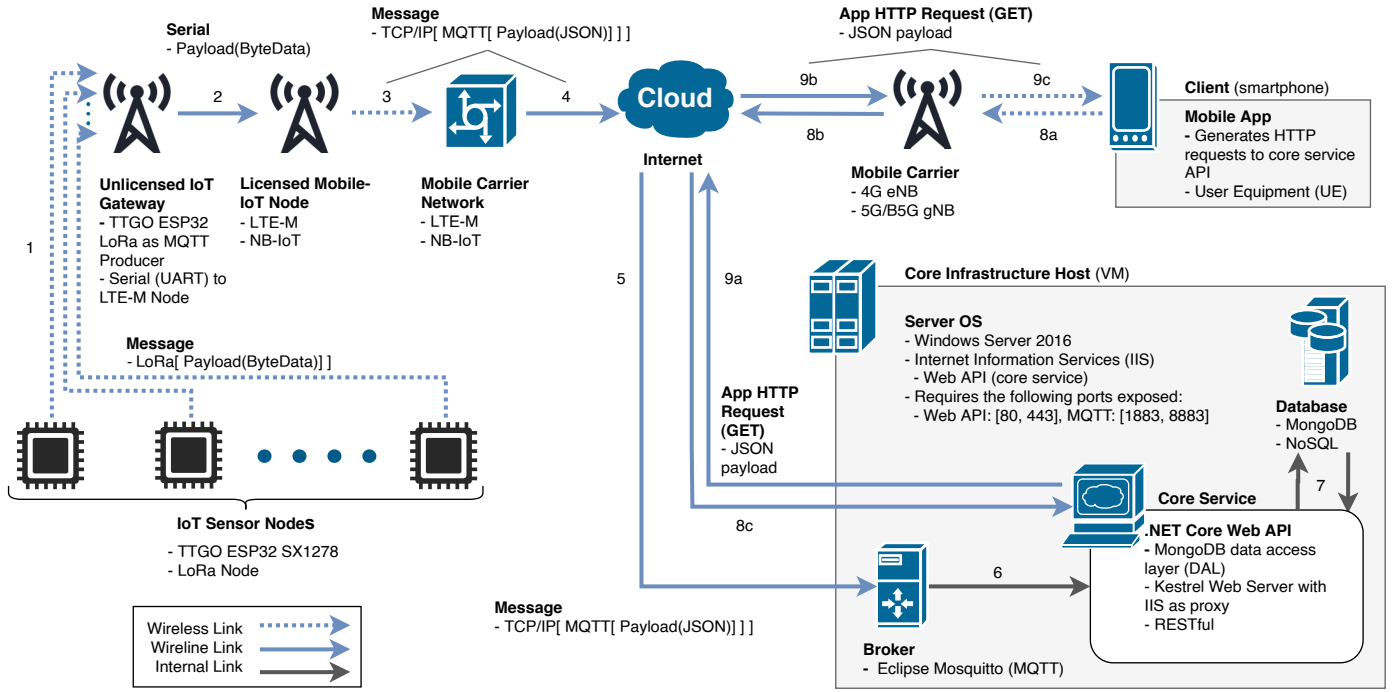 Serial
- Payload(ByteData)
Message
- TCP/IP[ MQTT[ Payload(JSON)] ] ]
App HTTP Request (GET)
- JSON payload
2
3
4
Cloud
Internet
9b
8b
9c
8a
Client (smartphone)
Mobile App
- Generates HTTP
requests to core service
API
- User Equipment (UE)
Unlicensed IoT
Gateway
- TTGO ESP32
LoRa as MQTT
Producer
- Serial (UART) to
LTE-M Node
Licensed Mobile-
IoT Node
- LTE-M
- NB-IoT
Mobile Carrier
Network
- LTE-M
- NB-IoT
Mobile Carrier
- 4G eNB
- 5G/B5G gNB
1
5
9a
Message
- LoRa[ Payload(ByteData)] ]
IoT Sensor Nodes
- TTGO ESP32 SX1278
- LoRa Node
Core Infrastructure Host (VM)
Server OS
- Windows Server 2016
- Internet Information Services (IIS)
- Web API (core service)
- Requires the following ports exposed:
- Web API: [80, 443], MQTT: [1883, 8883]
Database
- MongoDB
- NoSQL
7
App HTTP
Request
(GET)
- JSON
payload
8c
Core Service
.NET Core Web API
- MongoDB data access
layer (DAL)
- Kestrel Web Server with
IIS as proxy
- RESTful
6
Message
- TCP/IP[ MQTT[ Payload(JSON)] ] ]
Broker
- Eclipse Mosquitto (MQTT)
Wireless Link
Wireline Link
Internal Link